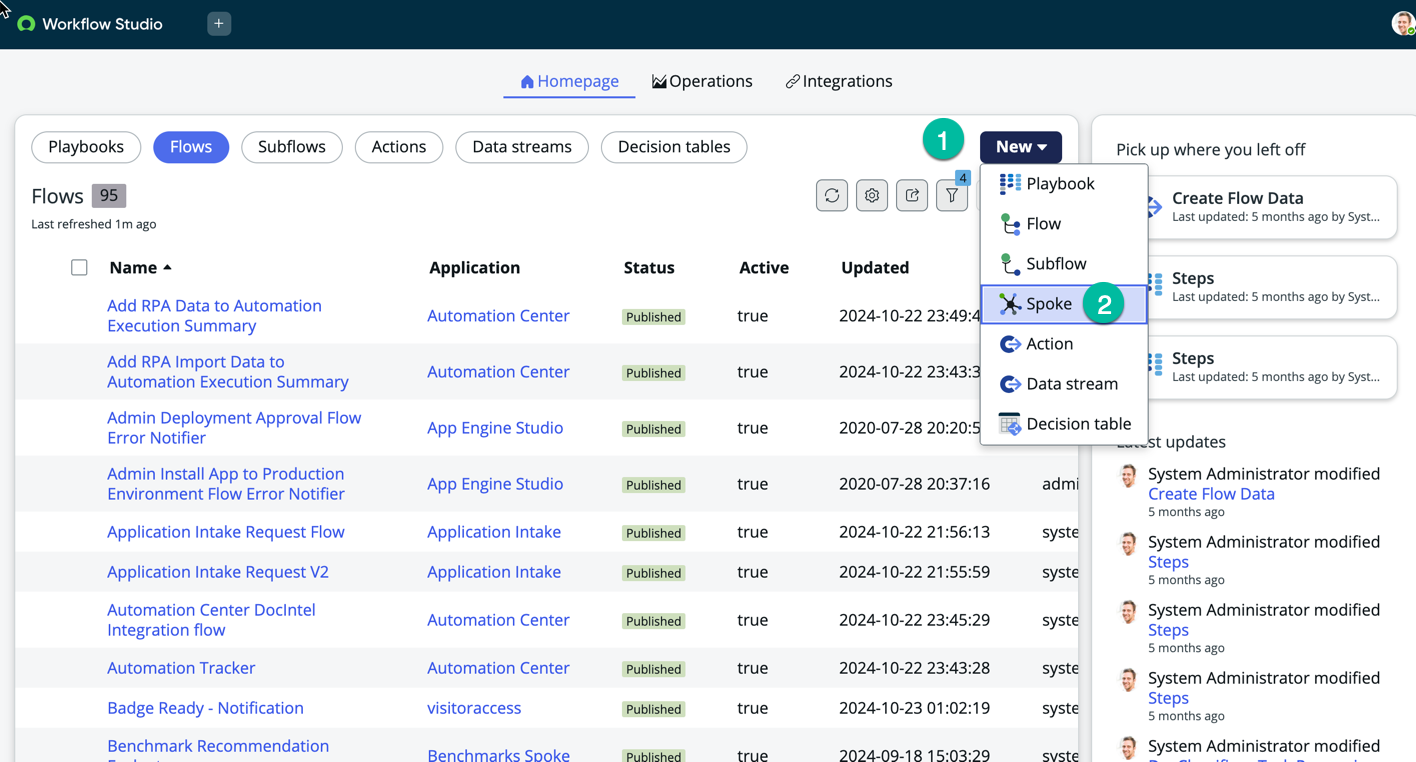 Workflow Studio
+
Homepage
Operations
Integrations
Playbooks
Flows
Subflows
Actions
Data streams
Decision tables
1
New
Flows 95
Last refreshed 1m ago
4
Playbook
Flow
Subflow
Spoke
2
Action
Data stream
Decision table
Name
Application
Status
Active
Updated
Add RPA Data to Automation
Execution Summary
Automation Center
Published
true
2024-10-22 23:49:4
Add RPA Import Data to
Automation Execution Summary
Automation Center
Published
true
2024-10-22 23:43:3
Admin Deployment Approval Flow
Error Notifier
App Engine Studio
Published
true
2020-07-28 20:20:5
Admin Install App to Production
Environment Flow Error Notifier
App Engine Studio
Published
true
2020-07-28 20:37:16
admi
Application Intake Request Flow
Application Intake
Published
true
2024-10-22 21:56:13
syste
Application Intake Request V2
Application Intake
Published
true
2024-10-22 21:55:59
syste
Automation Center DocIntel
Integration flow
Automation Center
Published
true
2024-10-22 23:45:29
syste
Automation Tracker
Automation Center
Published
true
2024-10-22 23:43:28
syste
Badge Ready - Notification
visitoraccess
Published
true
2024-10-23 01:02:19
syste
Benchmark Recommendation
Benchmarks Spoke
Published
true
2024-09-18 15:03:29
syste
Pick up where you left off
Create Flow Data
Last updated: 5 months ago by Syst...
Steps
Last updated: 5 months ago by Syst...
Steps
Last updated: 5 months ago by Syst...
Latest updates
System Administrator modified
Create Flow Data
5 months ago
System Administrator modified
Steps
5 months ago
System Administrator modified
Steps
5 months ago
System Administrator modified
Steps
5 months ago
System Administrator modified